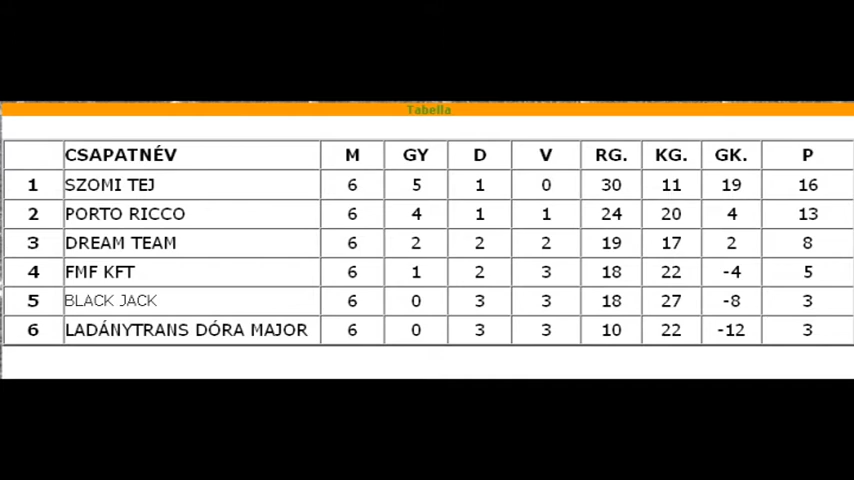 Tabella
CSAPATNÉV M GY D V RG. KG. GK. P
1 SZOMI TEJ 6 5 1 0 30 11 19 16
2 PORTO RICCO 6 4 1 1 24 20 4 13
3 DREAM TEAM 6 2 2 2 19 17 2 8
4 FMF KFT 6 1 2 3 18 22 -4 5
5 BLACK JACK 6 0 3 3 18 27 -8 3
6 LADÁNYTRANS DÓRA MAJOR 6 0 3 3 10 22 -12 3